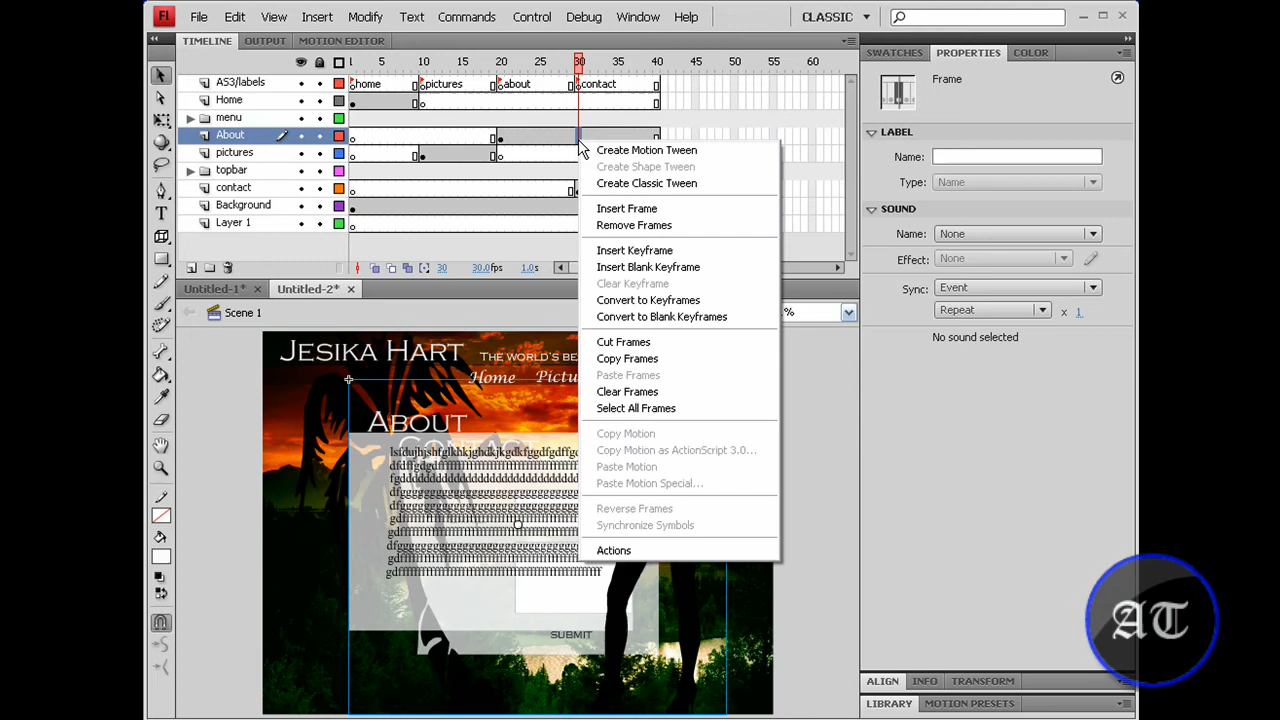 Fl File Edit View Insert Modify Text Commands Control Debug Window Help CLASSIC
TIMELINE OUTPUT MOTION EDITOR
SWATCHES PROPERTIES COLOR
1 5 10 15 20 25 30 35 40 45 50 55 60
AS3/labels home pictures about contact
Home
menu
About
pictures
topbar
contact
Background
Layer 1
30 30.0fps 1.0s
Untitled-1* Untitled-2*
Scene 1 %
Create Motion Tween
Create Shape Tween
Create Classic Tween
Insert Frame
Remove Frames
Insert Keyframe
Insert Blank Keyframe
Clear Keyframe
Convert to Keyframes
Convert to Blank Keyframes
Cut Frames
Copy Frames
Paste Frames
Clear Frames
Select All Frames
Copy Motion
Copy Motion as ActionScript 3.0...
Paste Motion
Paste Motion Special...
Reverse Frames
Synchronize Symbols
Actions
Frame
LABEL
Name:
Type: Name
SOUND
Name: None
Effect: None
Sync: Event
Repeat x 1
No sound selected
JESIKA HART THE WORLD'S BE
Home Pictu
ABOUT
CONTACT
SUBMIT
ALIGN INFO TRANSFORM
LIBRARY MOTION PRESETS
AT